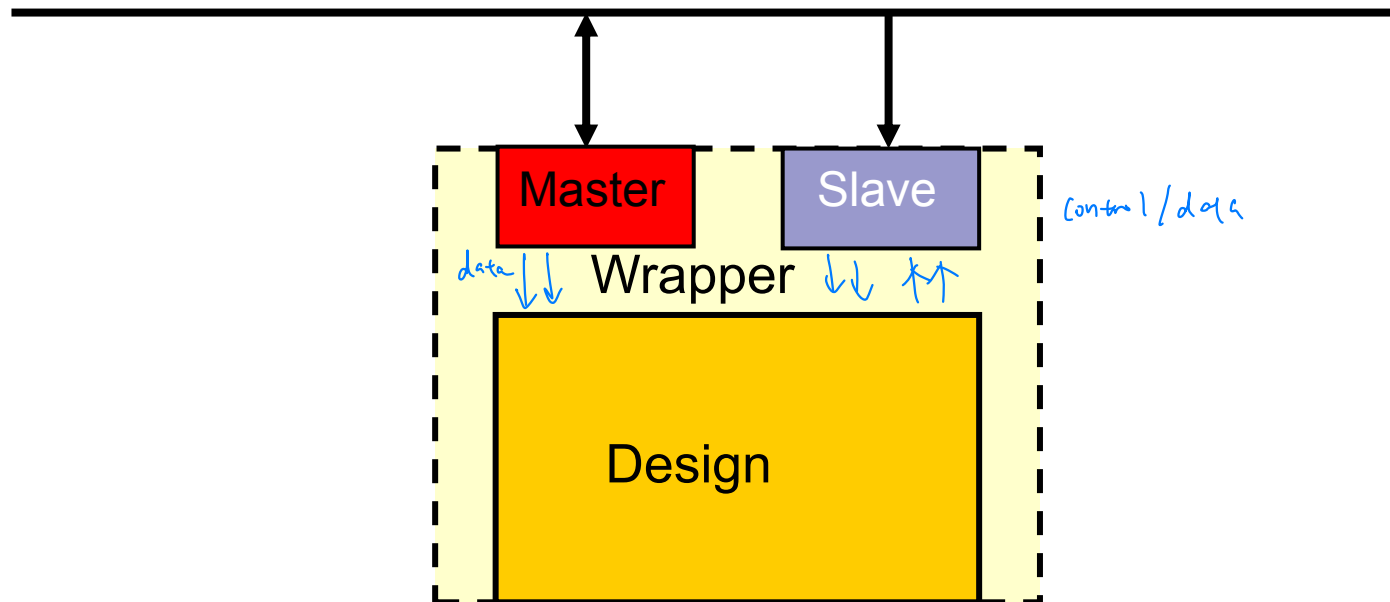 Master
Slave
control/data
data
Wrapper
Design